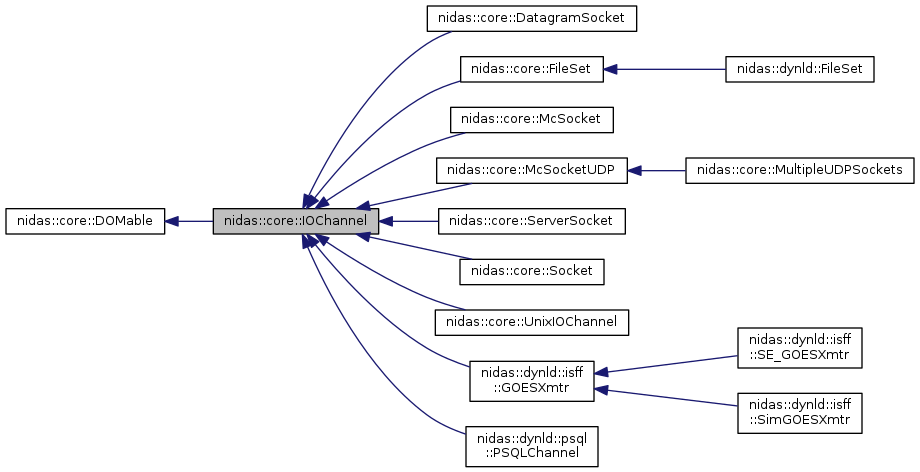 nidas::core::DatagramSocket
nidas::core::FileSet
nidas::dynld::FileSet
nidas::core::McSocket
nidas::core::McSocketUDP
nidas::core::MultipleUDPSockets
nidas::core::DOMable
nidas::core::IOChannel
nidas::core::ServerSocket
nidas::core::Socket
nidas::core::UnixIOChannel
nidas::dynld::isff
::GOESXmtr
nidas::dynld::isff
::SE_GOESXmtr
nidas::dynld::isff
::SimGOESXmtr
nidas::dynld::psql
::PSQLChannel